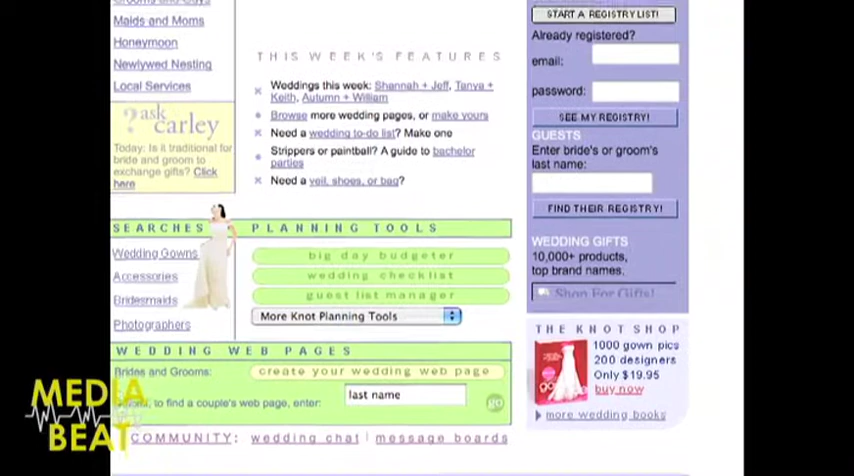 Grooms and Guys
Maids and Moms
Honeymoon
Newlywed Nesting
Local Services
? ask
carley
Today: Is it traditional for
bride and groom to
exchange gifts? Click
here
THIS WEEK'S FEATURES
Weddings this week: Shannah + Jeff, Tanya +
Keith, Autumn + William
Browse more wedding pages, or make yours
Need a wedding to-do list? Make one
Strippers or paintball? A guide to bachelor
parties
Need a veil, shoes, or bag?
START A REGISTRY LIST!
Already registered?
email:
password:
SEE MY REGISTRY!
GUESTS
Enter bride's or groom's
last name:
FIND THEIR REGISTRY!
WEDDING GIFTS
10,000+ products,
top brand names.
Shop For Gifts!
SEARCHES
Wedding Gowns
Accessories
Bridesmaids
Photographers
PLANNING TOOLS
big day budgeter
wedding checklist
guest list manager
More Knot Planning Tools
THE KNOT SHOP
1000 gown pics
200 designers
Only $19.95
buy now
more wedding books
WEDDING WEB PAGES
Brides and Grooms:
create your wedding web page
to find a couple's web page, enter:
last name
go
COMMUNITY: wedding chat | message boards
MEDIA
BEAT